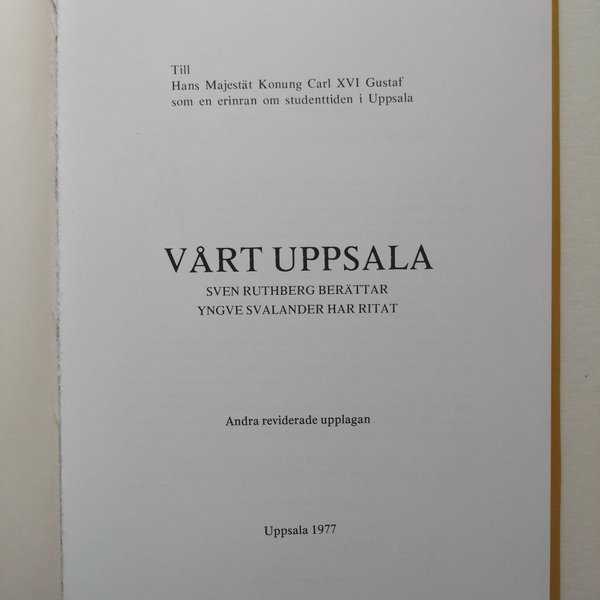 Till
Hans Majestät Konung Carl XVI Gustaf
som en erinran om studenttiden i Uppsala
VÅRT UPPSALA
SVEN RUTHBERG BERÄTTAR
YNGVE SVALANDER HAR RITAT
Andra reviderade upplagan
Uppsala 1977